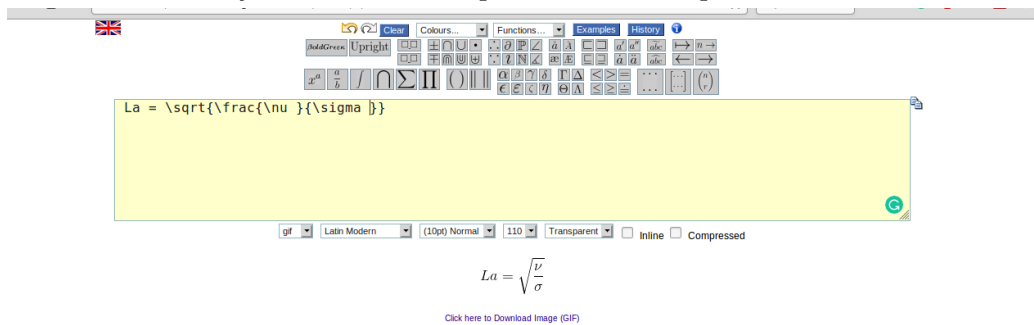 Clear Colours... Functions... Examples History
BoldGreek Upright
La = \sqrt{\frac{\nu }{\sigma }}
gif Latin Modern (10pt) Normal 110 Transparent Inline Compressed
La = √(ν/σ)
Click here to Download Image (GIF)